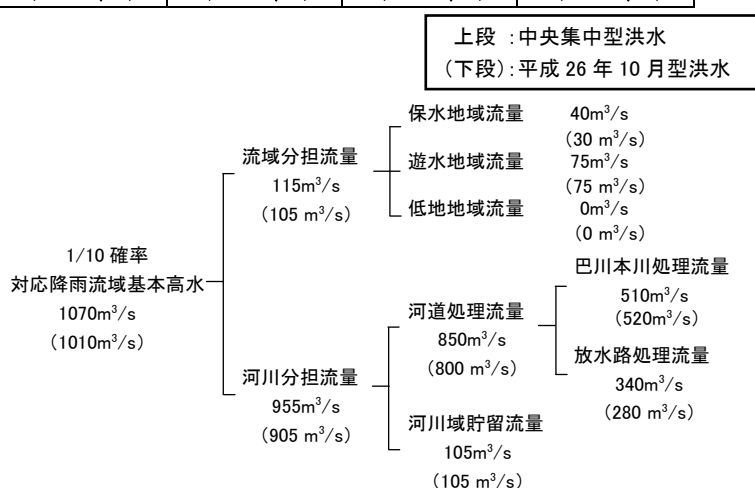 上段 ：中央集中型洪水
（下段）：平成 26 年 10 月型洪水
1/10 確率
対応降雨流域基本高水
1070m³/s
（1010m³/s）
流域分担流量
115m³/s
（105 m³/s）
保水地域流量 40m³/s
（30 m³/s）
遊水地域流量 75m³/s
（75 m³/s）
低地地域流量 0m³/s
（0 m³/s）
河川分担流量
955m³/s
（905 m³/s）
河道処理流量
850m³/s
（800 m³/s）
巴川本川処理流量
510m³/s
（520m³/s）
放水路処理流量
340m³/s
（280 m³/s）
河川域貯留流量
105m³/s
（105 m³/s）